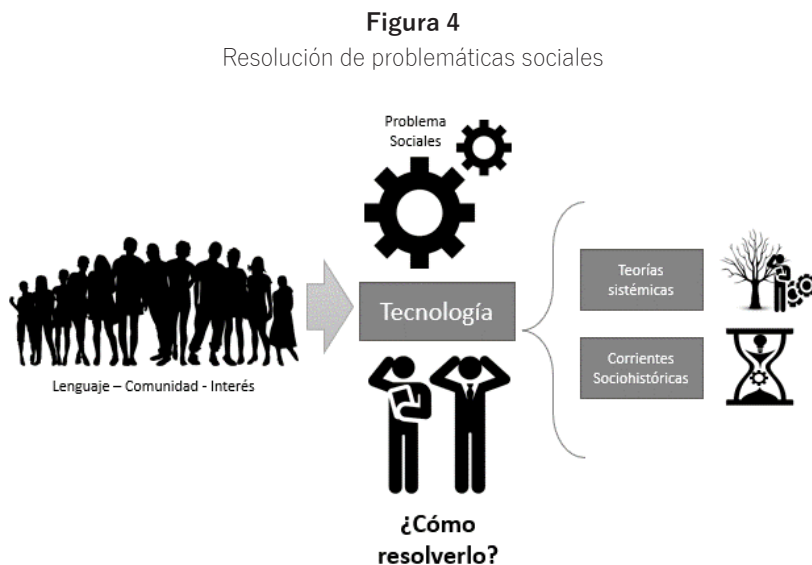 Figura 4
Resolución de problemáticas sociales
Problema
Sociales
Lenguaje – Comunidad - Interés
Tecnología
¿Cómo
resolverlo?
Teorías
sistémicas
Corrientes
Sociohistóricas